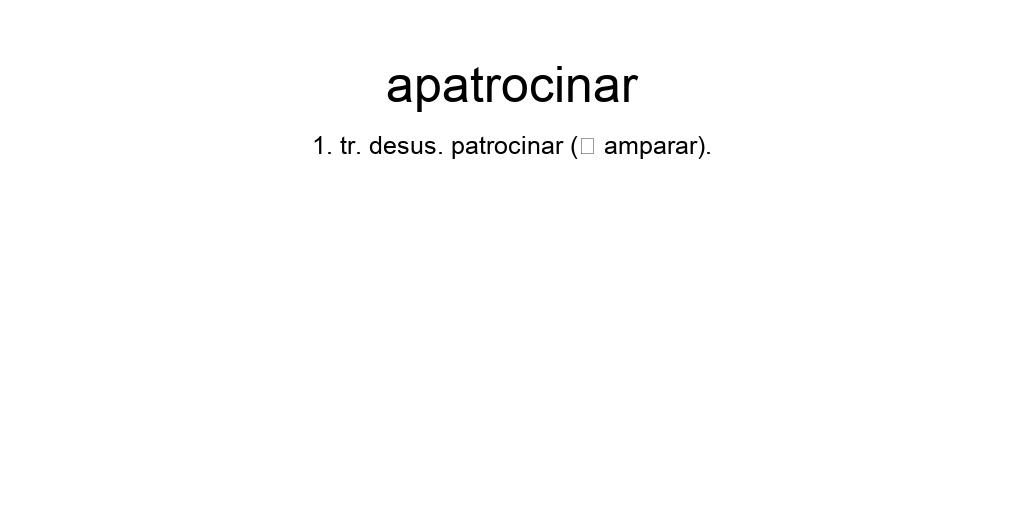 apatrocinar
1. tr. desus. patrocinar (▯ amparar).